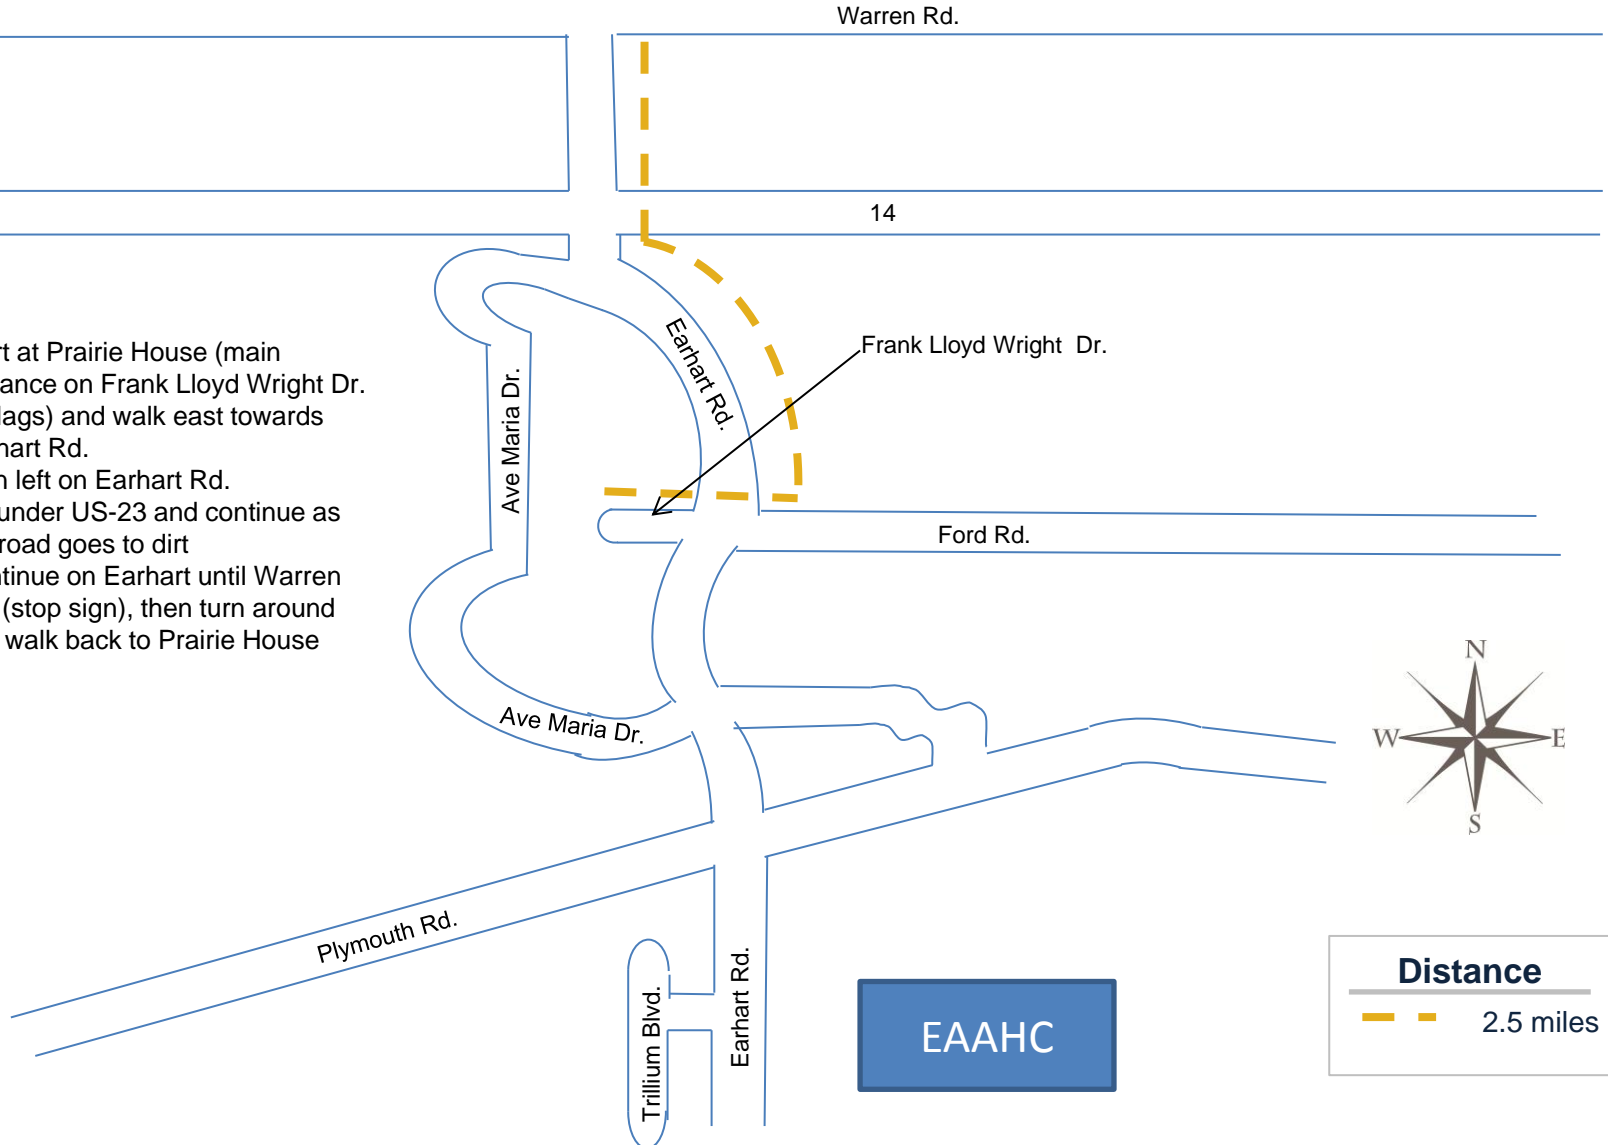 Warren Rd.
14
Earhart Rd.
Frank Lloyd Wright Dr.
rt at Prairie House (main
ance on Frank Lloyd Wright Dr.
lags) and walk east towards
hart Rd.
n left on Earhart Rd.
under US-23 and continue as
road goes to dirt
ntinue on Earhart until Warren
(stop sign), then turn around
walk back to Prairie House
Ave Maria Dr.
Ford Rd.
Ave Maria Dr.
N
W
E
S
Plymouth Rd.
Trillium Blvd.
Earhart Rd.
EAAHC
Distance
2.5 miles